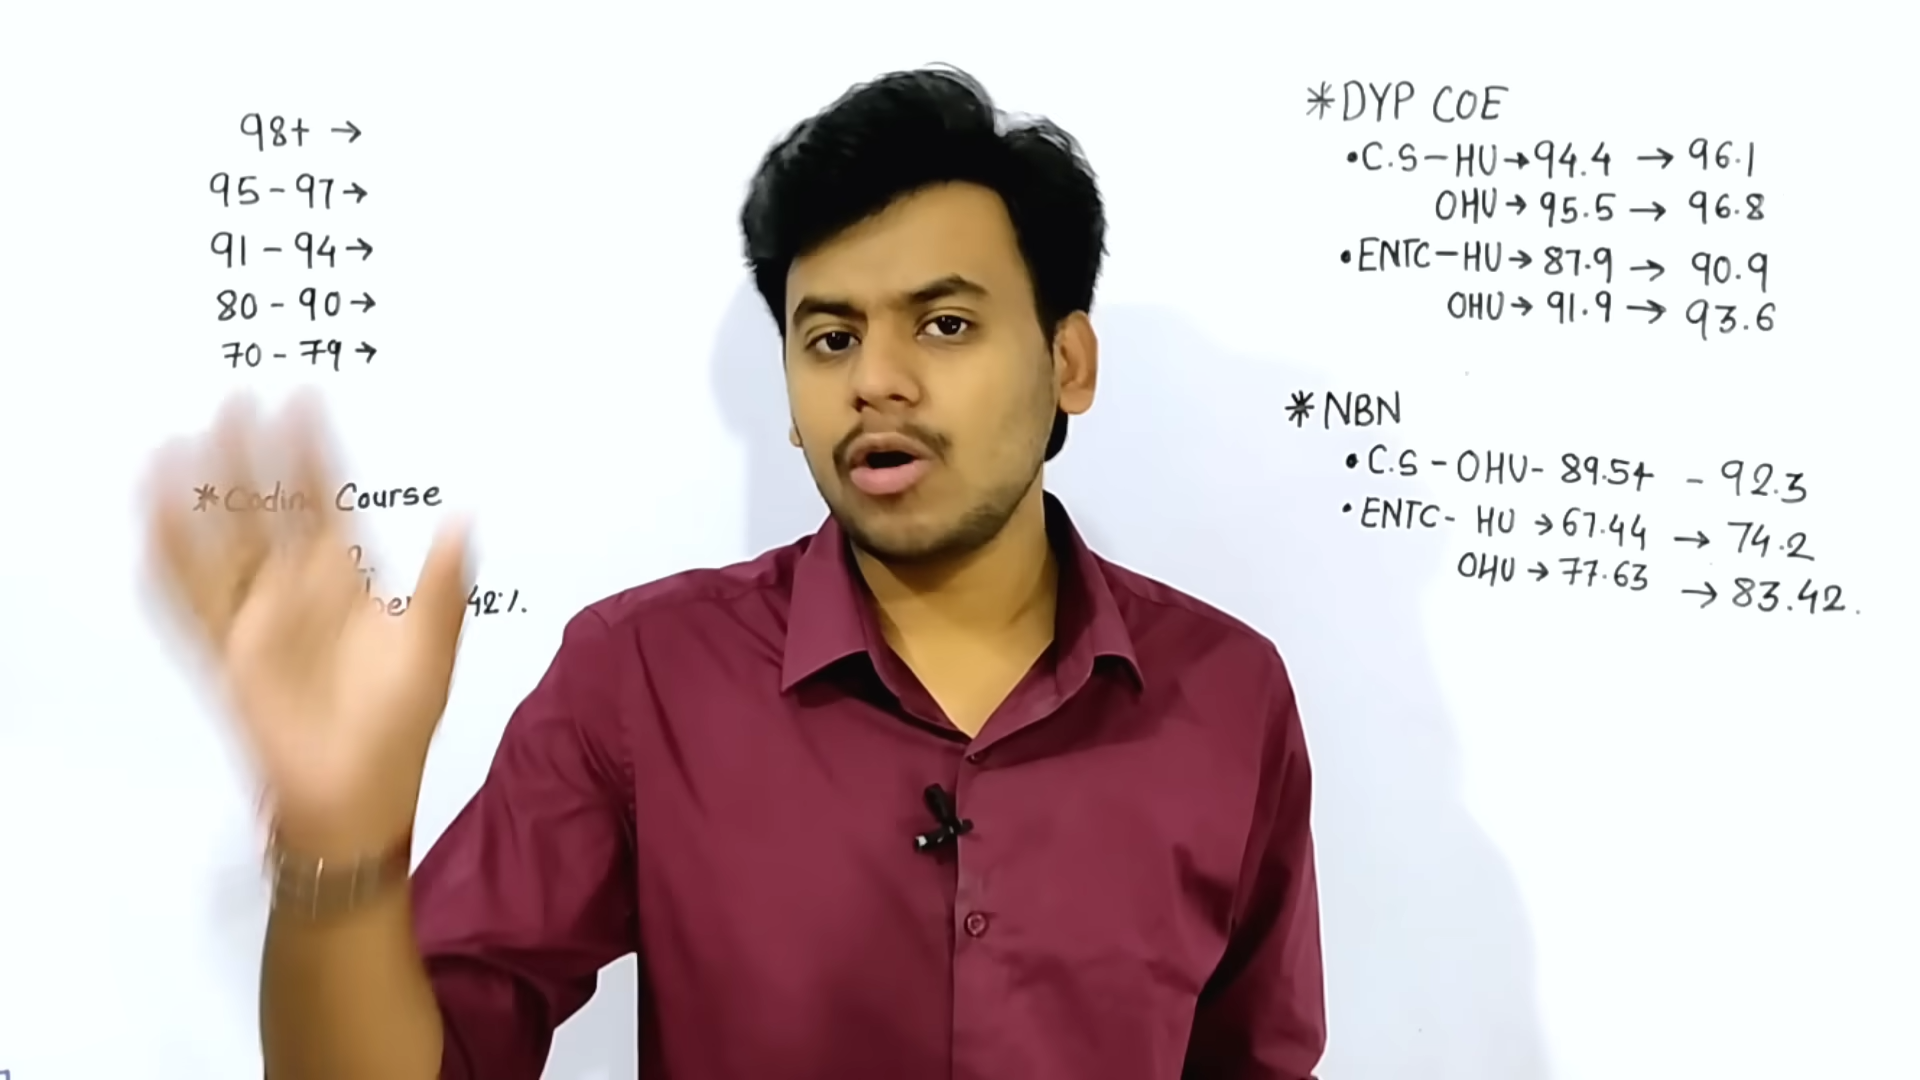 98+ →
95 - 97 →
91 - 94 →
80 - 90 →
70 - 79 →
* Coding Course
2.
42%.
* DYP COE
• C.S - HU → 94.4 → 96.1
OHU → 95.5 → 96.8
• ENTC - HU → 87.9 → 90.9
OHU → 91.9 → 93.6
* NBN
• C.S - OHU - 89.54 - 92.3
• ENTC - HU → 67.44 → 74.2
OHU → 77.63 → 83.42.